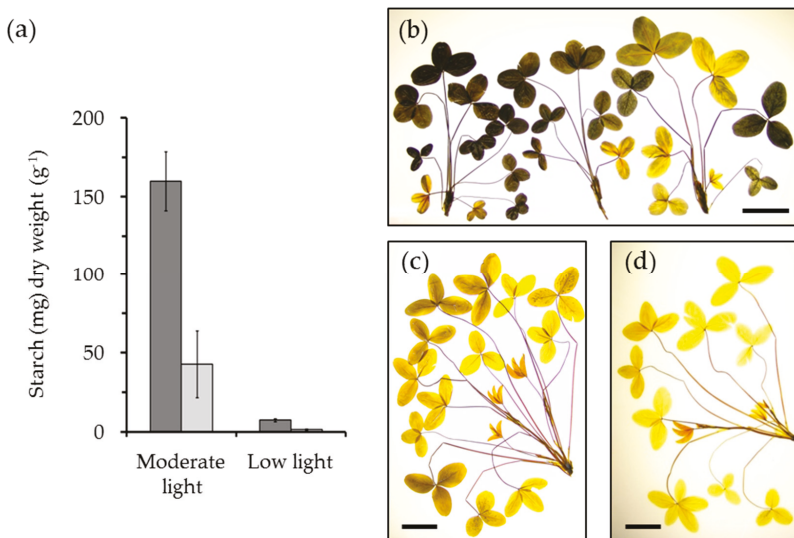 (a)
Starch (mg) dry weight (g⁻¹)
200
150
100
50
0
Moderate
light
Low light
(b)
(c)
(d)